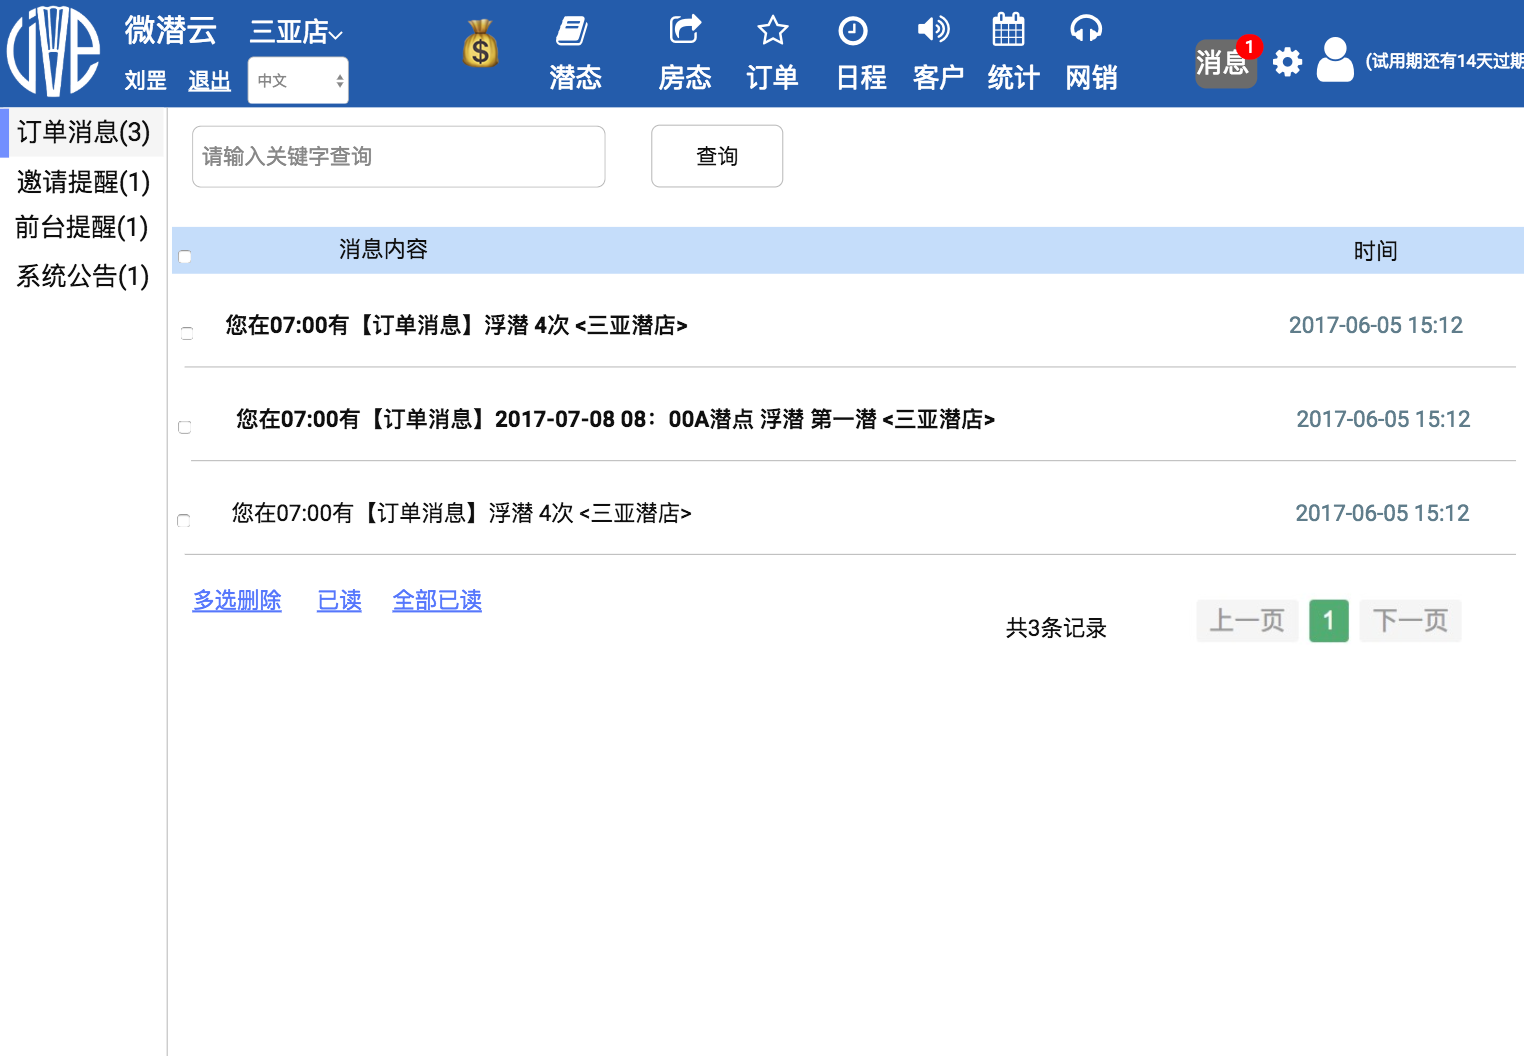 微潜云 三亚店
刘罡 退出 中文
潜态 房态 订单 日程 客户 统计 网销
消息 1 (试用期还有14天过期
订单消息(3)
邀请提醒(1)
前台提醒(1)
系统公告(1)
请输入关键字查询 查询
消息内容 时间
您在07:00有【订单消息】浮潜 4次 <三亚潜店> 2017-06-05 15:12
您在07:00有【订单消息】2017-07-08 08：00A潜点 浮潜 第一潜 <三亚潜店> 2017-06-05 15:12
您在07:00有【订单消息】浮潜 4次 <三亚潜店> 2017-06-05 15:12
多选删除 已读 全部已读
共3条记录 上一页 1 下一页